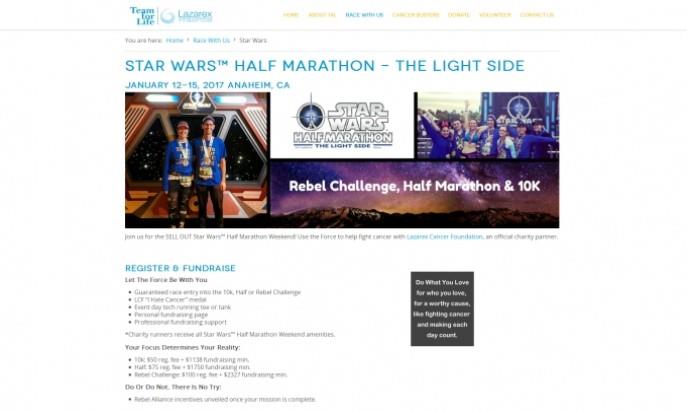 Team
for
Life
Lazarex
HOME ABOUT TFL RACE WITH US CANCER BUSTERS DONATE VOLUNTEER CONTACT US
You are here: Home Race With Us Star Wars
STAR WARS™ HALF MARATHON – THE LIGHT SIDE
JANUARY 12-15, 2017 ANAHEIM, CA
STAR
WARS
HALF MARATHON
THE LIGHT SIDE
Rebel Challenge, Half Marathon & 10K
Join us for the SELL OUT Star Wars™ Half Marathon Weekend! Use the Force to help fight cancer with Lazarex Cancer Foundation, an official charity partner.
REGISTER & FUNDRAISE
Let The Force Be With You
Guaranteed race entry into the 10k, Half or Rebel Challenge
LCF "I Hate Cancer" medal
Event day tech running tee or tank
Personal fundraising page
Professional fundraising support
*Charity runners receive all Star Wars™ Half Marathon Weekend amenities.
Your Focus Determines Your Reality:
10k: $50 reg. fee + $1138 fundraising min.
Half: $75 reg. fee + $1750 fundraising min.
Rebel Challenge: $100 reg. fee + $2327 fundraising min.
Do Or Do Not, There Is No Try:
Rebel Alliance incentives unveiled once your mission is complete.
Do What You Love
for who you love,
for a worthy cause,
like fighting cancer
and making each
day count.